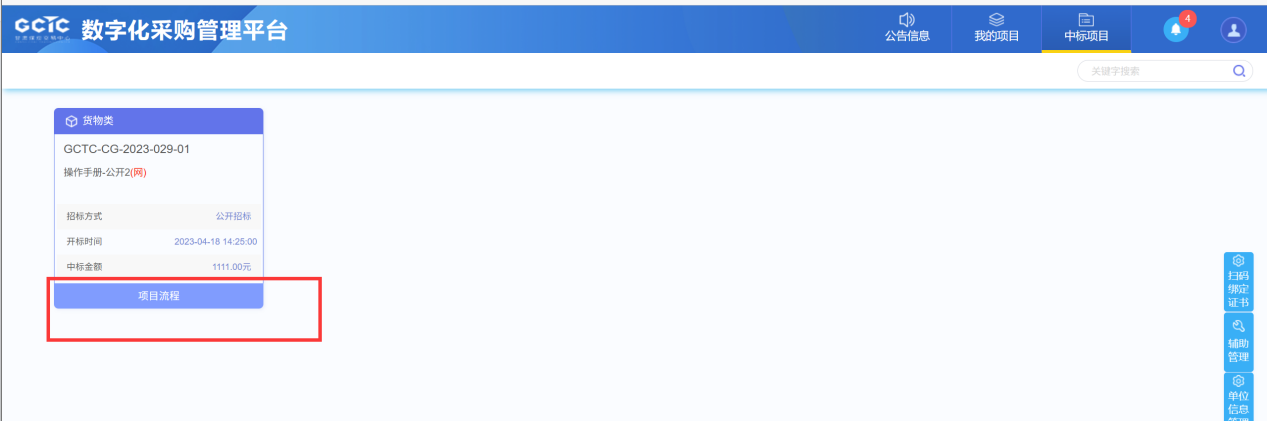 GCTC 数字化采购管理平台
公告信息
我的项目
中标项目
4
关键字搜索
货物类
GCTC-CG-2023-029-01
操作手册-公开2(网)
招标方式 公开招标
开标时间 2023-04-18 14:25:00
中标金额 1111.00元
项目流程
扫码
绑定
证书
辅助
管理
单位
信息